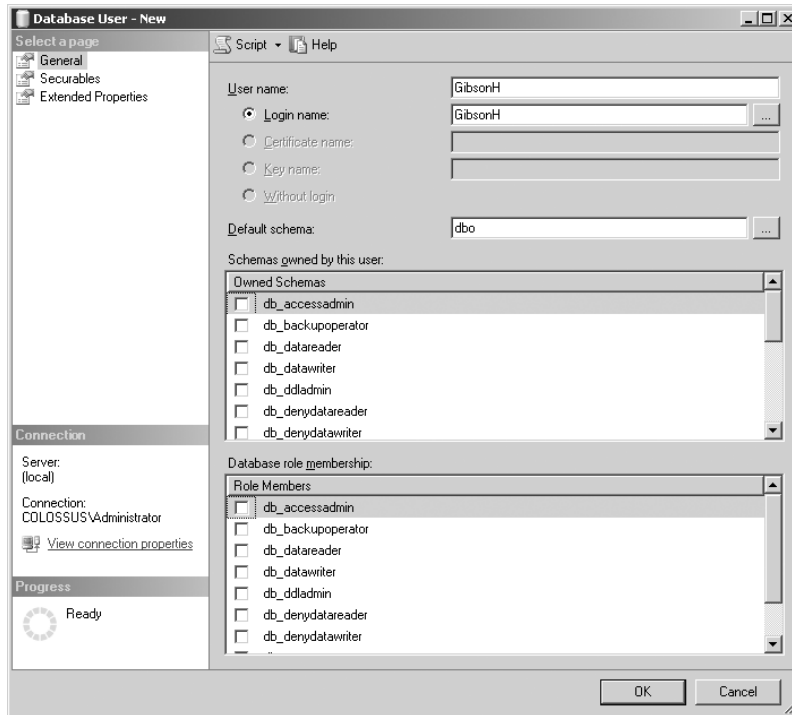 Database User - New
Select a page
General
Securables
Extended Properties
Script
Help
User name:
GibsonH
Login name:
GibsonH
...
Certificate name:
Key name:
Without login
Default schema:
dbo
...
Schemas owned by this user:
Owned Schemas
db_accessadmin
db_backupoperator
db_datareader
db_datawriter
db_ddladmin
db_denydatareader
db_denydatawriter
Database role membership:
Role Members
db_accessadmin
db_backupoperator
db_datareader
db_datawriter
db_ddladmin
db_denydatareader
db_denydatawriter
Connection
Server:
(local)
Connection:
COLOSSUS\Administrator
View connection properties
Progress
Ready
OK
Cancel